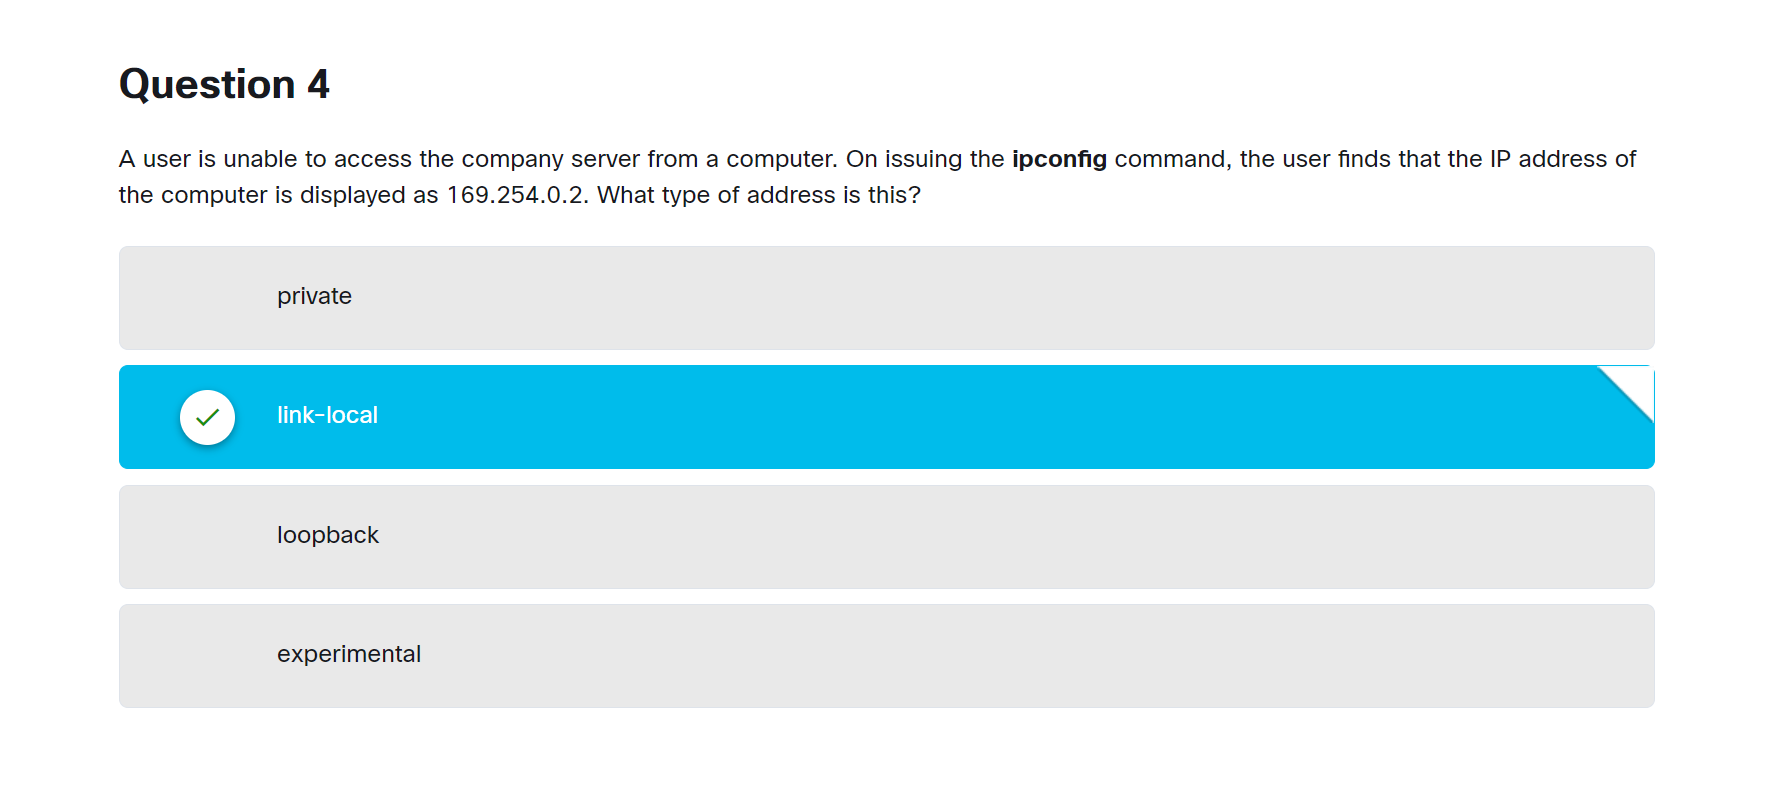 Question 4
A user is unable to access the company server from a computer. On issuing the ipconfig command, the user finds that the IP address of
the computer is displayed as 169.254.0.2. What type of address is this?
private
link-local
loopback
experimental